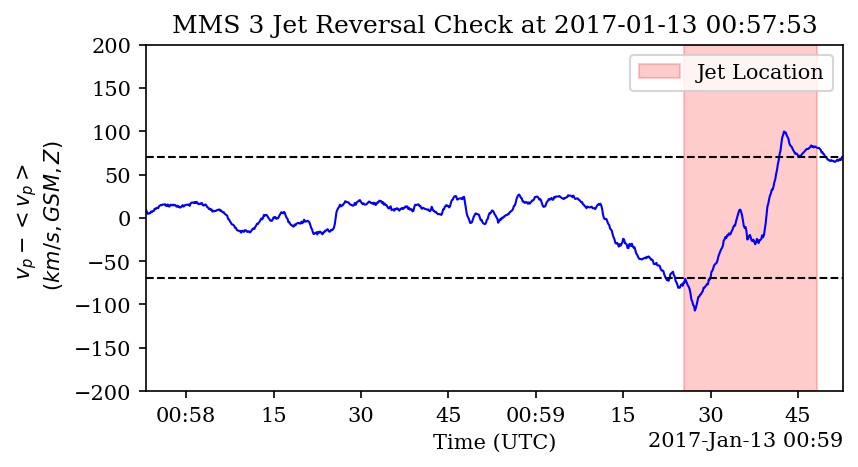 MMS 3 Jet Reversal Check at 2017-01-13 00:57:53
200
150
100
50
0
−50
−100
−150
−200
v_p − <v_p>
(km/s, GSM, Z)
Jet Location
00:58 15 30 45 00:59 15 30 45
Time (UTC)
2017-Jan-13 00:59